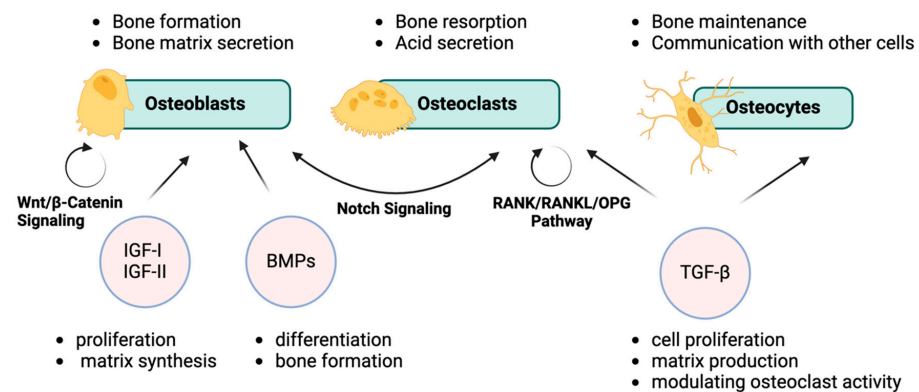 • Bone formation
• Bone matrix secretion
• Bone resorption
• Acid secretion
• Bone maintenance
• Communication with other cells
Osteoblasts
Osteoclasts
Osteocytes
Wnt/β-Catenin
Signaling
Notch Signaling
RANK/RANKL/OPG
Pathway
IGF-I
IGF-II
BMPs
TGF-β
• proliferation
• matrix synthesis
• differentiation
• bone formation
• cell proliferation
• matrix production
• modulating osteoclast activity